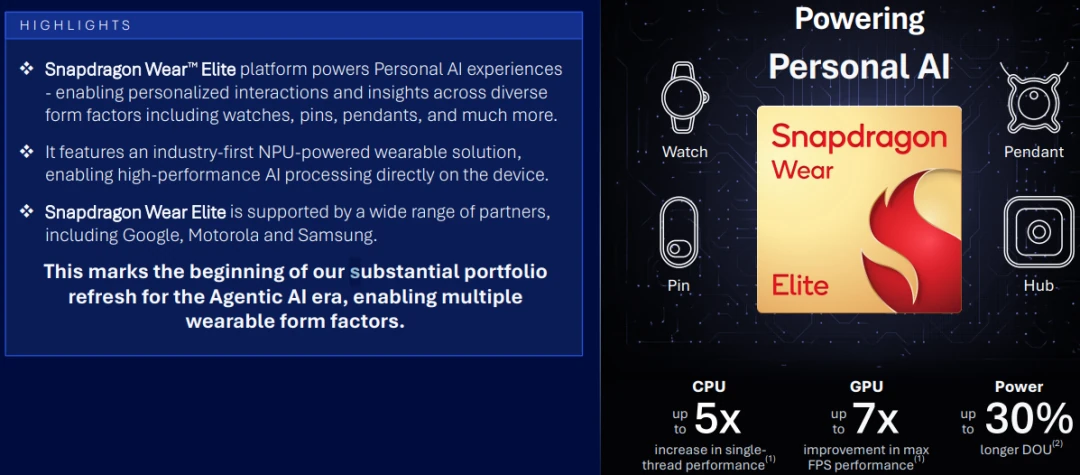 HIGHLIGHTS
❖ Snapdragon Wear™ Elite platform powers Personal AI experiences
- enabling personalized interactions and insights across diverse
form factors including watches, pins, pendants, and much more.
❖ It features an industry-first NPU-powered wearable solution,
enabling high-performance AI processing directly on the device.
❖ Snapdragon Wear Elite is supported by a wide range of partners,
including Google, Motorola and Samsung.
This marks the beginning of our substantial portfolio
refresh for the Agentic AI era, enabling multiple
wearable form factors.
Powering
Personal AI
Watch
Pendant
Snapdragon
Wear
Elite
Pin
Hub
CPU
up to 5x
increase in single-
thread performance(1)
GPU
up to 7x
improvement in max
FPS performance(1)
Power
up to 30%
longer DOU(2)